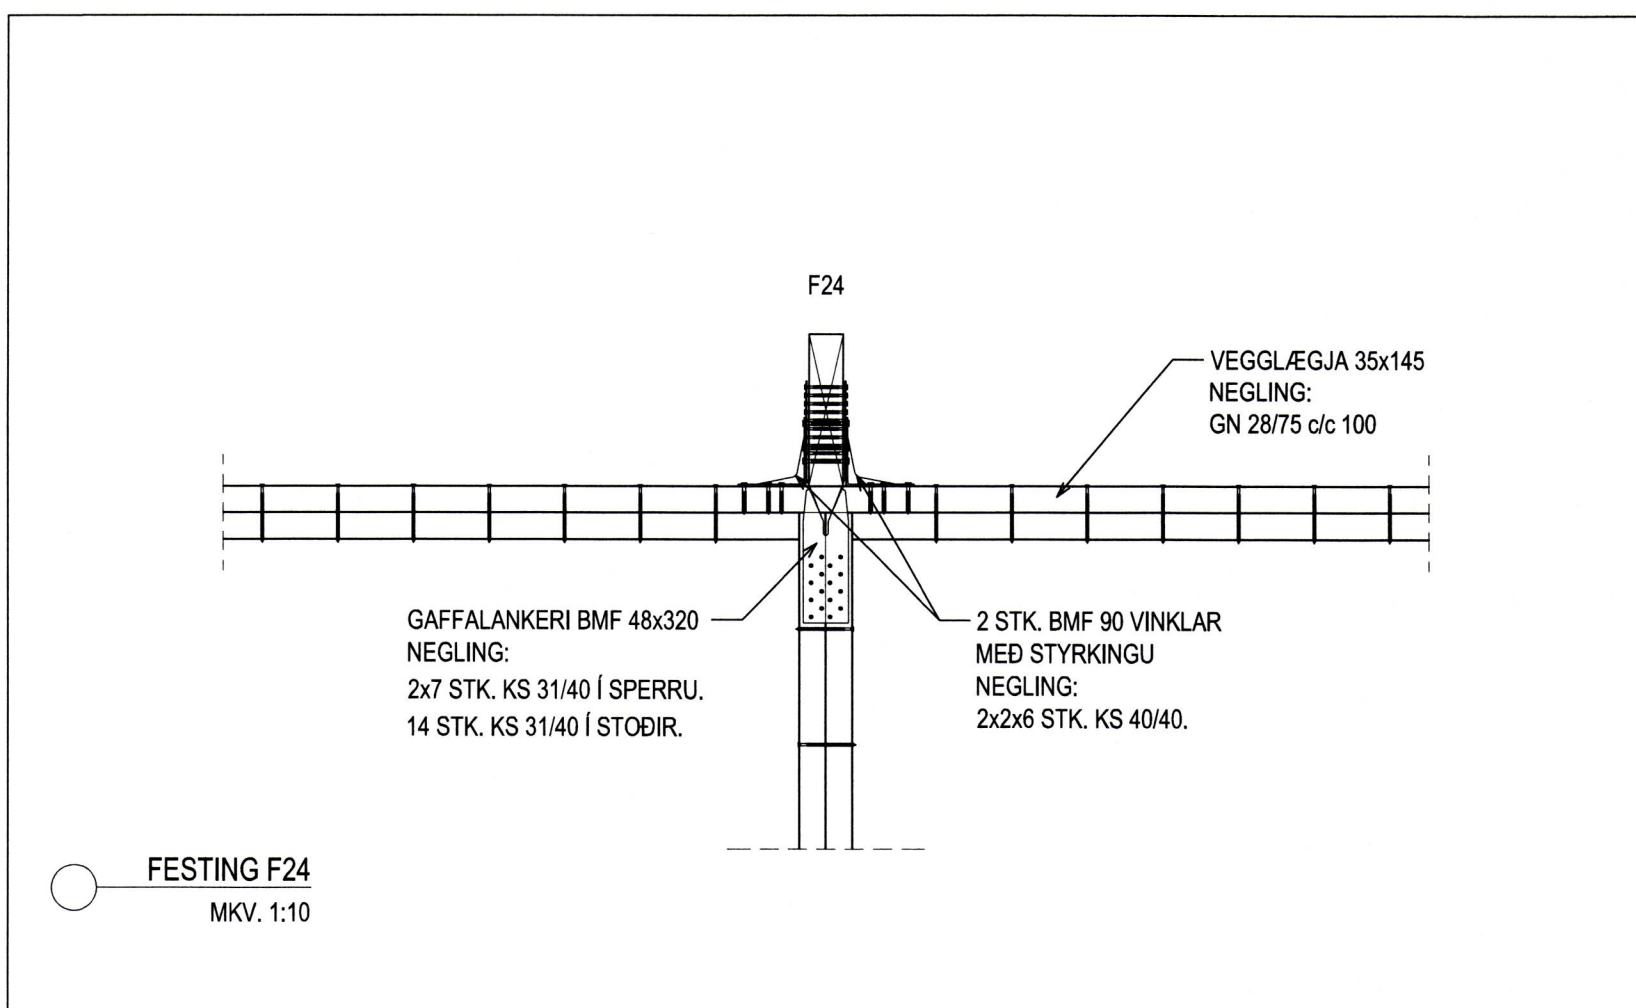 F24
VEGGLÆGJA 35x145
NEGLING:
GN 28/75 c/c 100
GAFFALANKERI BMF 48x320
NEGLING:
2x7 STK. KS 31/40 Í SPERRU.
14 STK. KS 31/40 Í STOÐIR.
2 STK. BMF 90 VINKLAR
MEÐ STYRKINGU
NEGLING:
2x2x6 STK. KS 40/40.
FESTING F24
MKV. 1:10